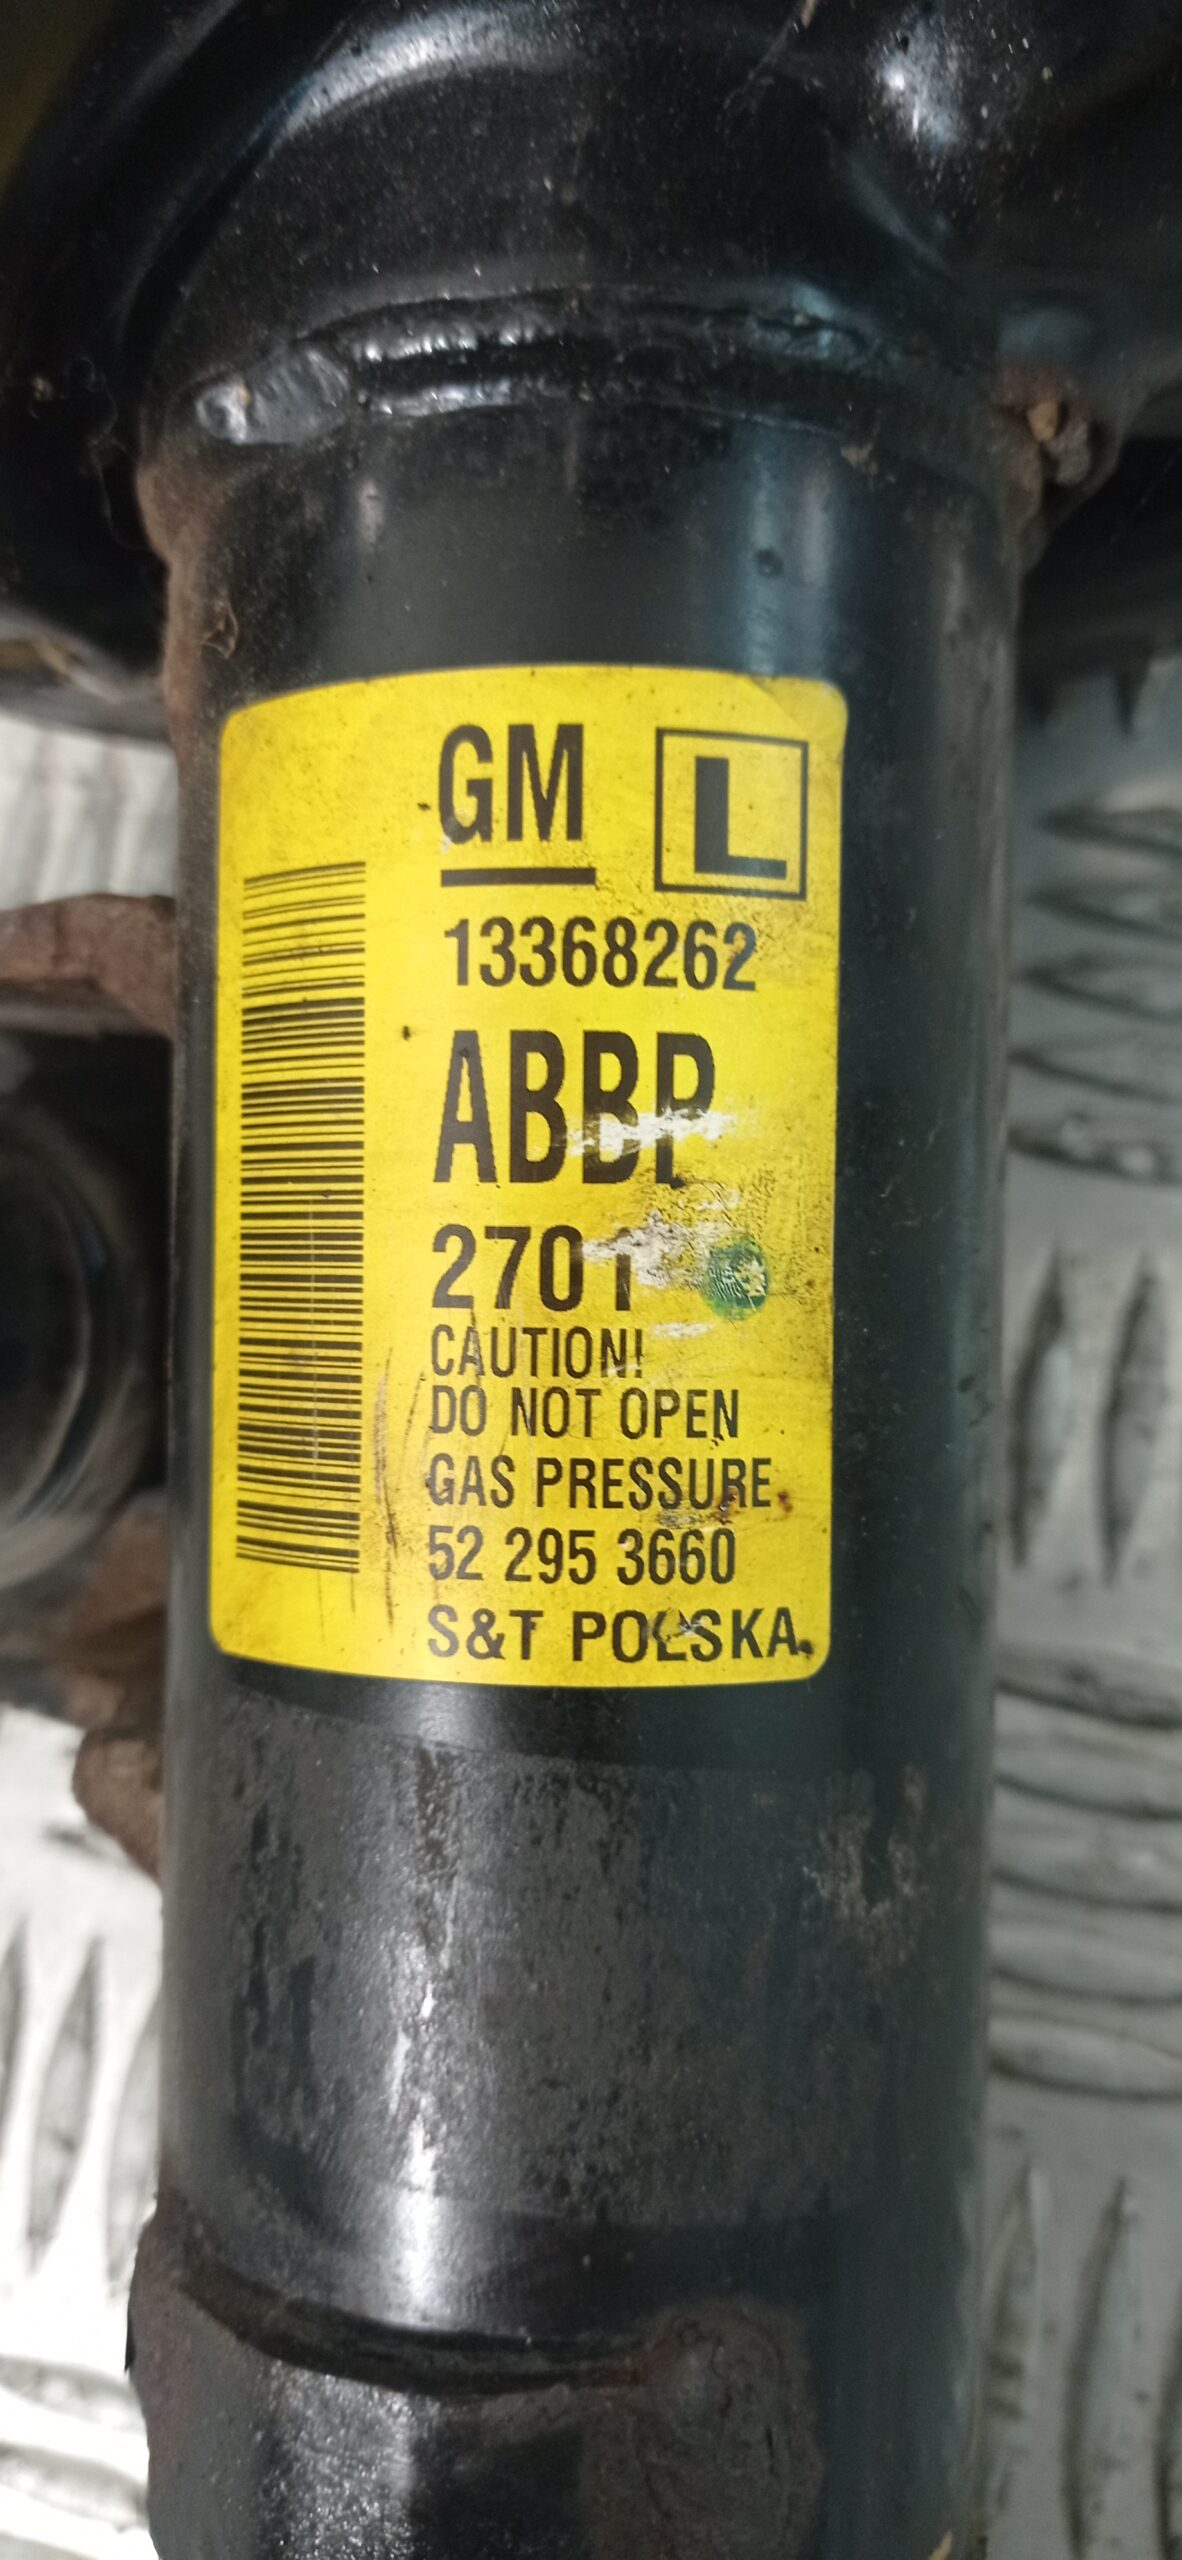 GM L
13368262
ABBP
2701
CAUTION!
DO NOT OPEN
GAS PRESSURE
52 295 3660
S&T POLSKA